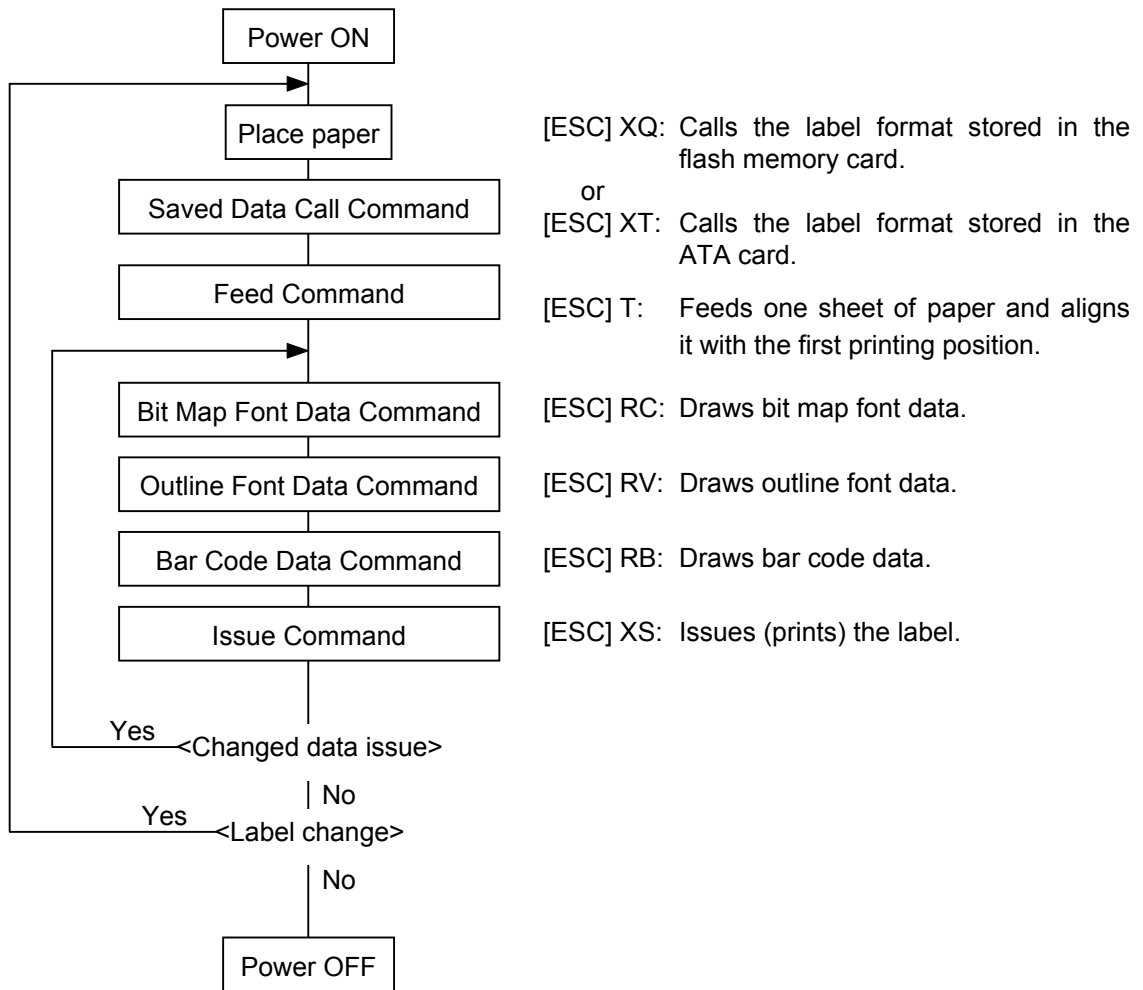 Power ON
Place paper
[ESC] XQ: Calls the label format stored in the
flash memory card.
Saved Data Call Command
or
[ESC] XT: Calls the label format stored in the
ATA card.
Feed Command
[ESC] T: Feeds one sheet of paper and aligns
it with the first printing position.
Bit Map Font Data Command
[ESC] RC: Draws bit map font data.
Outline Font Data Command
[ESC] RV: Draws outline font data.
Bar Code Data Command
[ESC] RB: Draws bar code data.
Issue Command
[ESC] XS: Issues (prints) the label.
Yes
<Changed data issue>
No
Yes
<Label change>
No
Power OFF